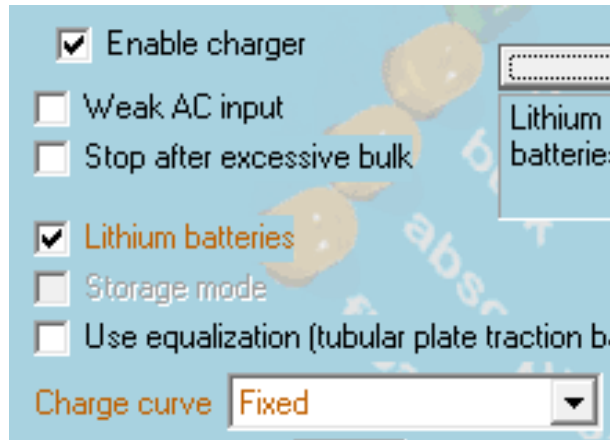 Enable charger
Weak AC input
Lithium
Stop after excessive bulk
batteries
Lithium batteries
Storage mode
Use equalization (tubular plate traction
Charge curve Fixed